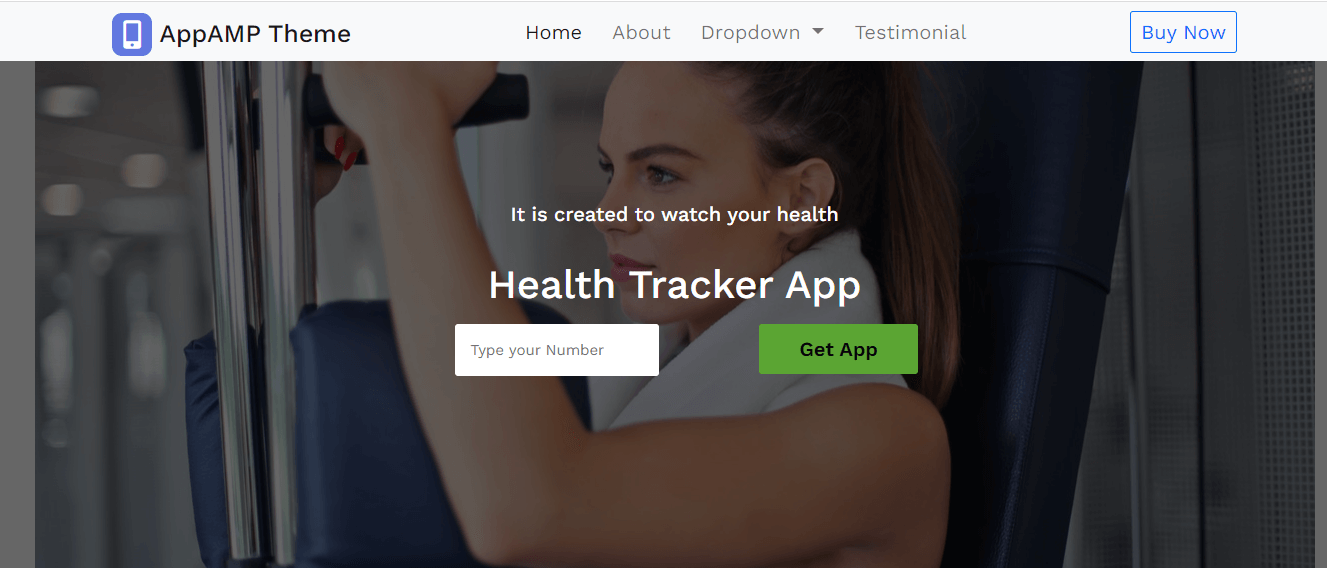 AppAMP Theme
Home About Dropdown Testimonial
Buy Now
It is created to watch your health
Health Tracker App
Type your Number
Get App